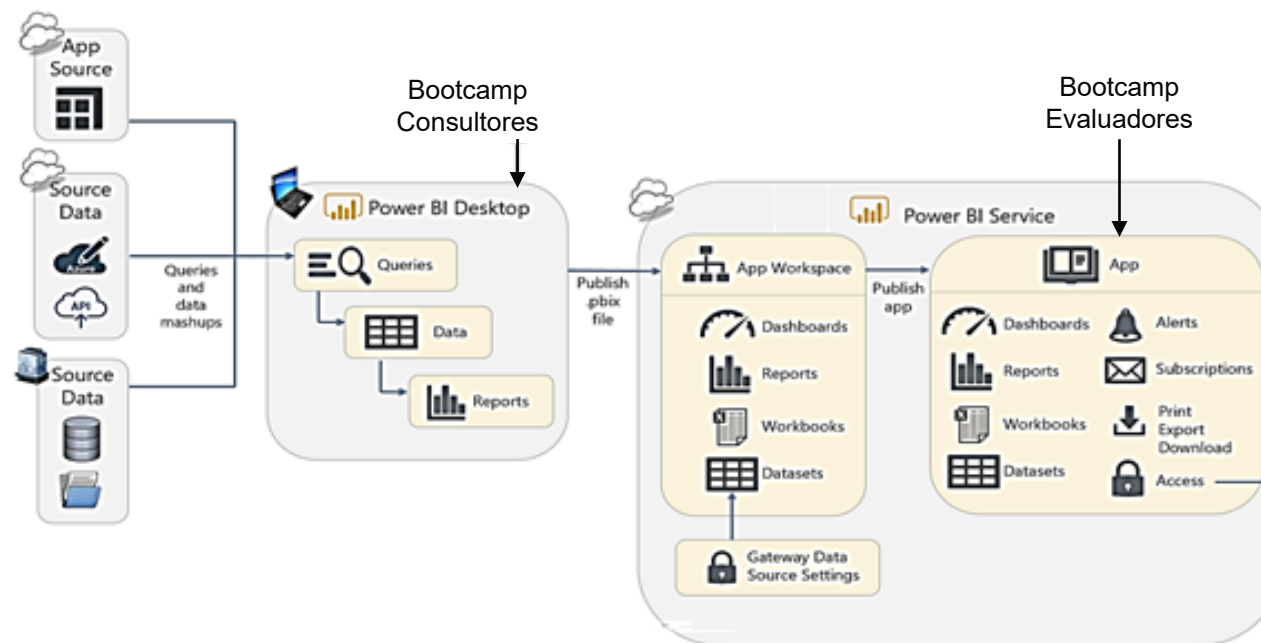 App
Source
Source
Data
Azure
API
Source
Data
Queries
and
data
mashups
Bootcamp
Consultores
Power BI Desktop
Queries
Data
Reports
Publish
.pbix
file
Bootcamp
Evaluadores
Power BI Service
App Workspace
Dashboards
Reports
Workbooks
Datasets
Gateway Data
Source Settings
Publish
app
App
Dashboards
Reports
Workbooks
Datasets
Alerts
Subscriptions
Print
Export
Download
Access